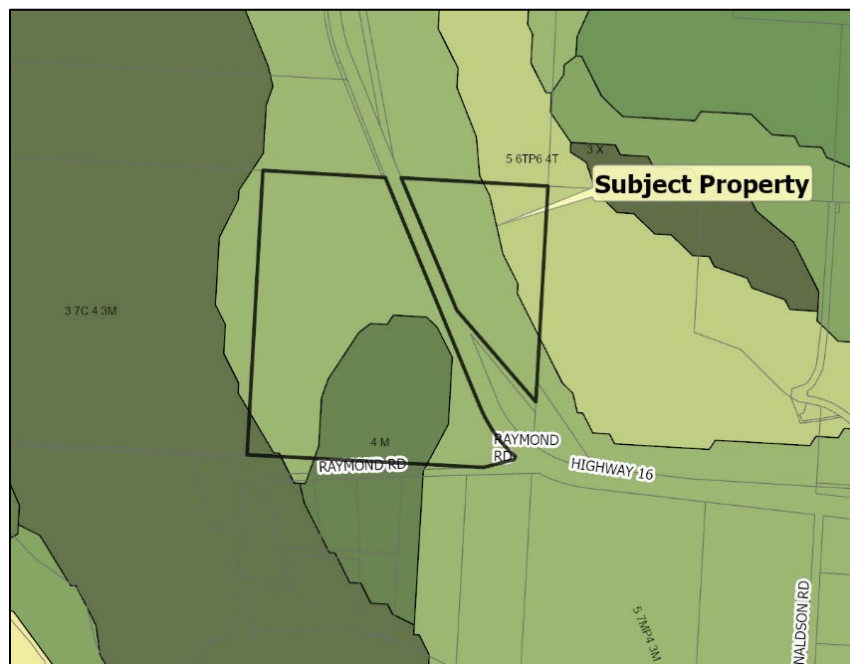 5 6TP6 4T
3 X
Subject Property
3 7C 4 3M
4 M
RAYMOND RD
RAYMOND
RD
HIGHWAY 16
5 7MP4 3M
NALDSON RD